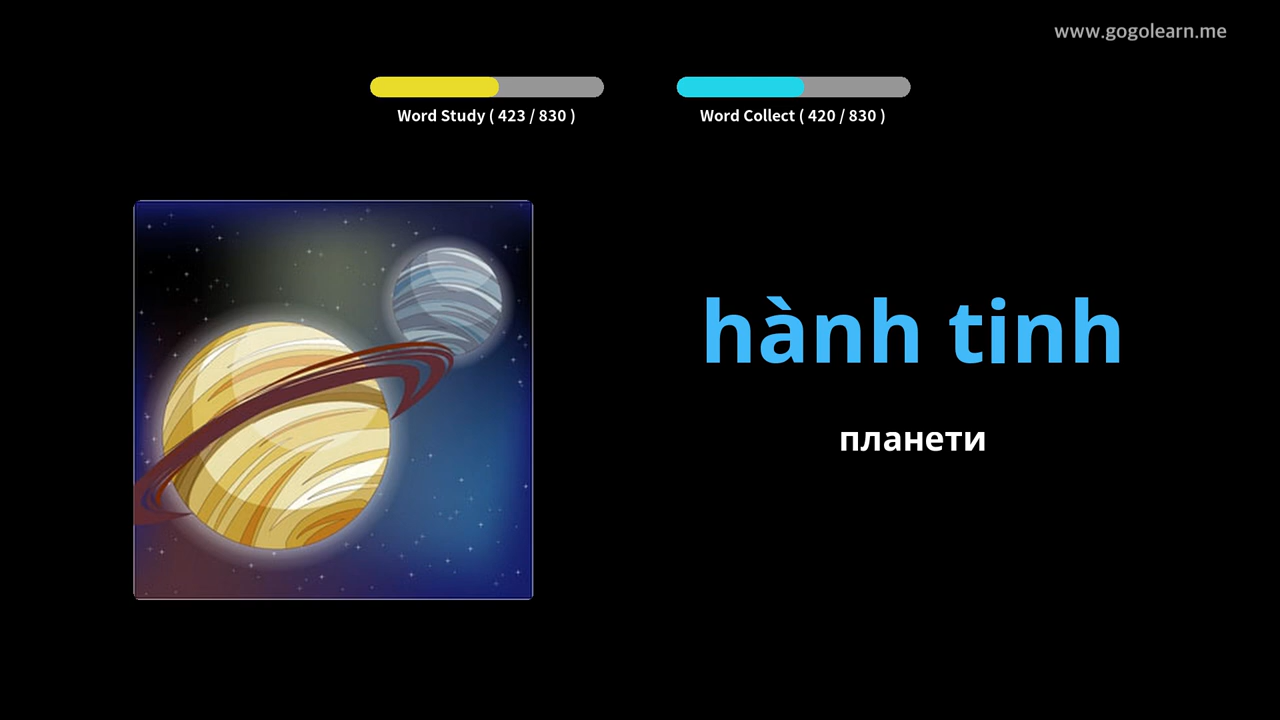 www.gogolearn.me
Word Study ( 423 / 830 )
Word Collect ( 420 / 830 )
hành tinh
планети